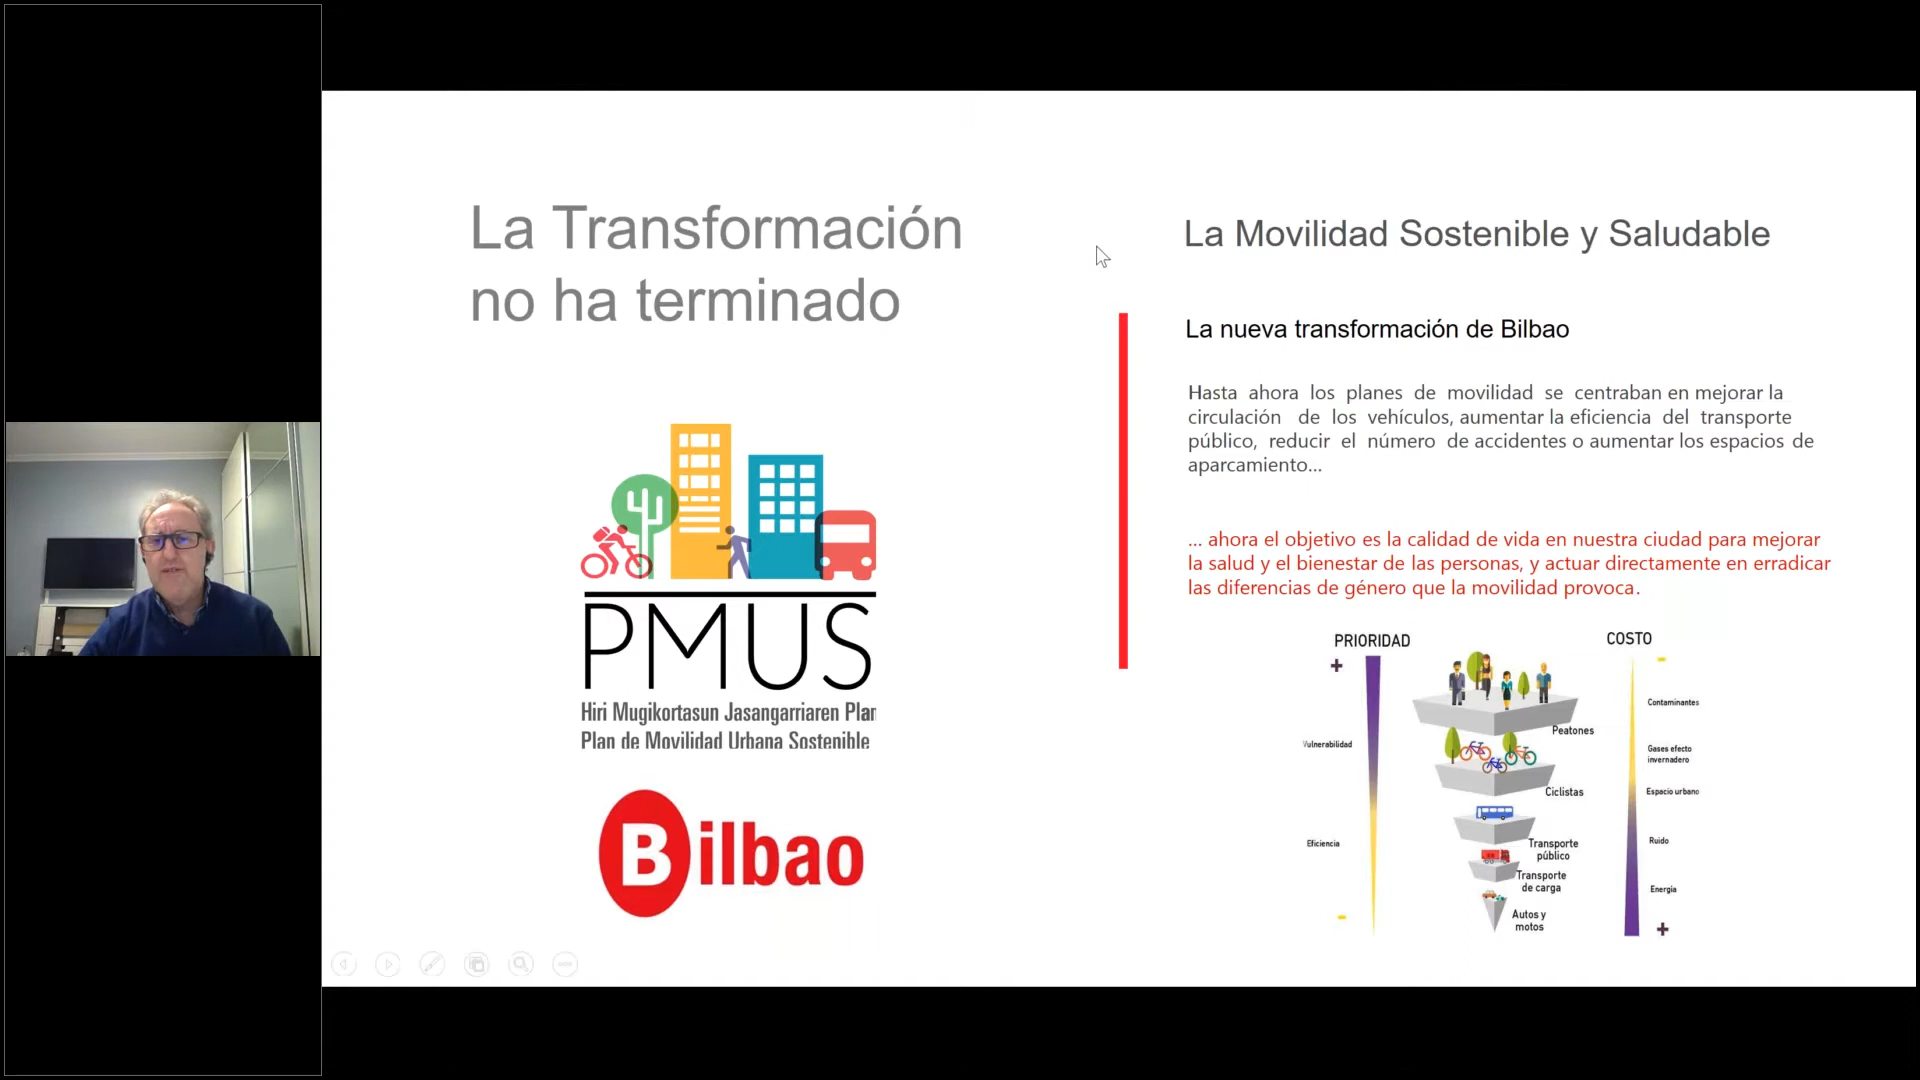 La Transformación
no ha terminado
PMUS
Hiri Mugikortasun Jasangarriaren Plan
Plan de Movilidad Urbana Sostenible
Bilbao
La Movilidad Sostenible y Saludable
La nueva transformación de Bilbao
Hasta ahora los planes de movilidad se centraban en mejorar la
circulación de los vehículos, aumentar la eficiencia del transporte
público, reducir el número de accidentes o aumentar los espacios de
aparcamiento...
... ahora el objetivo es la calidad de vida en nuestra ciudad para mejorar
la salud y el bienestar de las personas, y actuar directamente en erradicar
las diferencias de género que la movilidad provoca.
PRIORIDAD
+
Vulnerabilidad
Eficiencia
-
Peatones
Ciclistas
Transporte
público
Transporte
de carga
Autos y
motos
COSTO
-
Contaminantes
Gases efecto
invernadero
Espacio urbano
Ruido
Energía
+